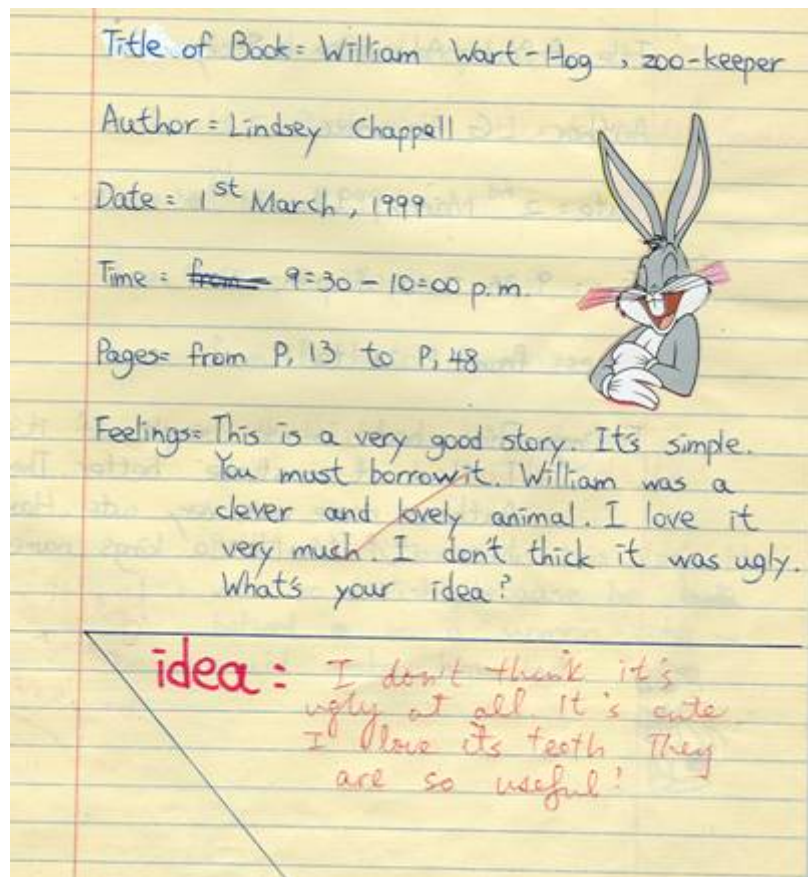 Title of Book: William Wart-Hog, zoo-keeper
Author: Lindsey Chappell
Date: 1st March, 1999
Time: from 9:30 - 10:00 p.m.
Pages: from P. 13 to P. 48
Feelings: This is a very good story. It's simple.
You must borrow it. William was a
clever and lovely animal. I love it
very much. I don't thick it was ugly.
What's your idea?
idea:
I don't think it's
ugly at all. It's cute.
I love its teeth They
are so useful!